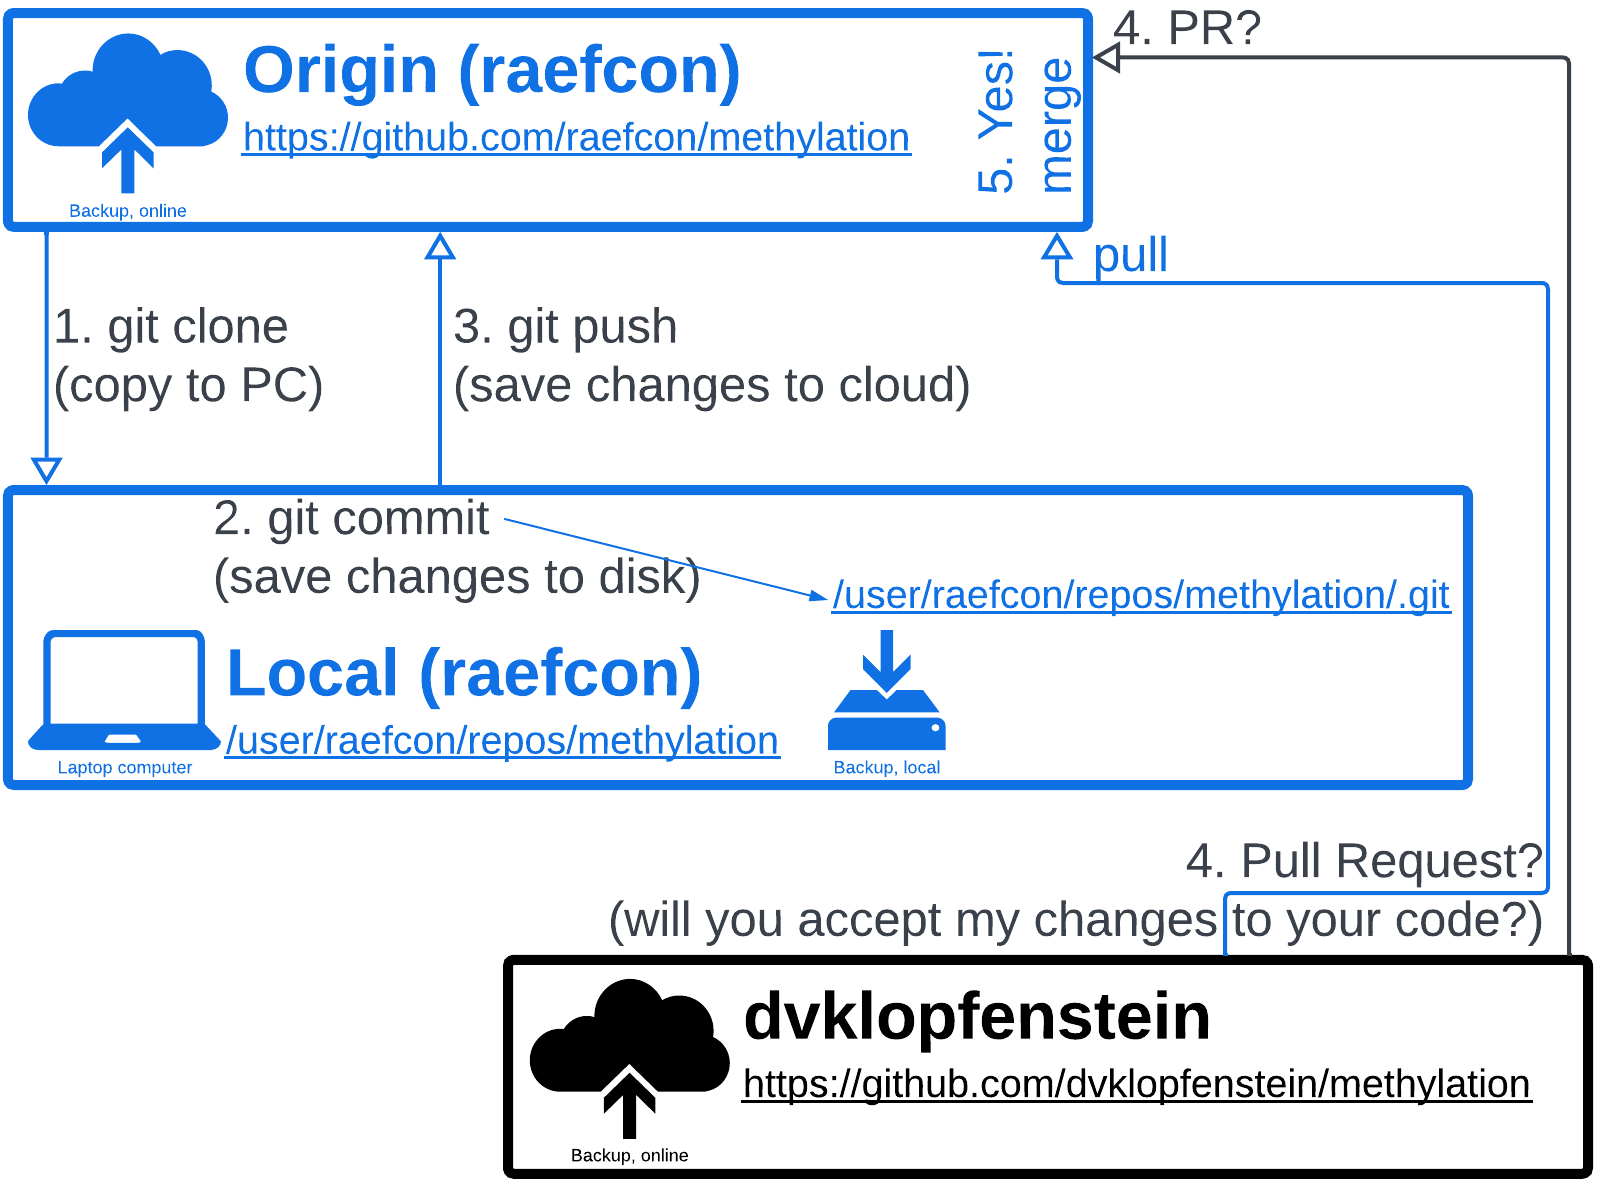 4. PR?
Origin (raefcon)
https://github.com/raefcon/methylation
Backup, online
5. Yes!
merge
pull
1. git clone
(copy to PC)
3. git push
(save changes to cloud)
2. git commit
(save changes to disk)
/user/raefcon/repos/methylation/.git
Local (raefcon)
/user/raefcon/repos/methylation
Laptop computer
Backup, local
4. Pull Request?
(will you accept my changes to your code?)
dvklopfenstein
https://github.com/dvklopfenstein/methylation
Backup, online